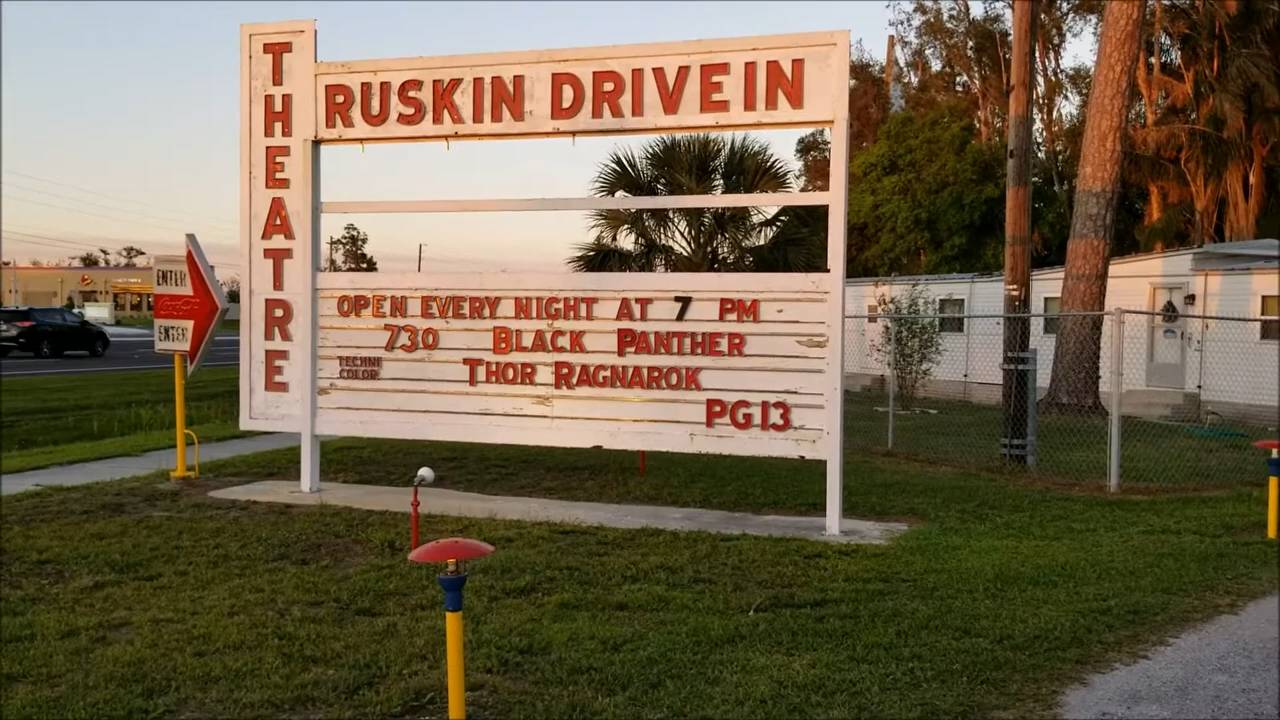 THEATRE
RUSKIN DRIVEIN
OPEN EVERY NIGHT AT 7 PM
730 BLACK PANTHER
TECHNI
COLOR
THOR RAGNAROK
PG13
ENTER
ENTER